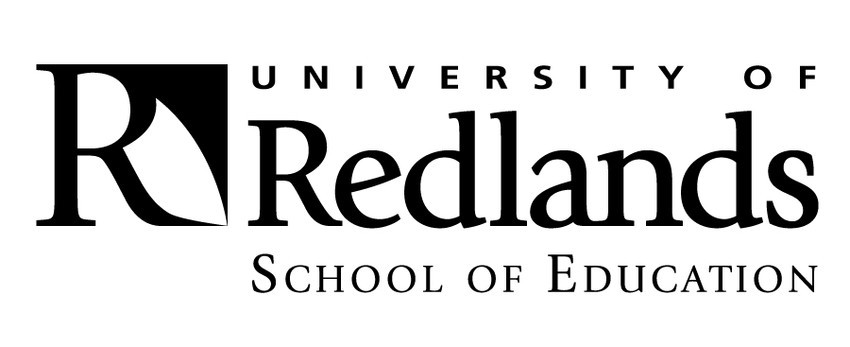 R
UNIVERSITY OF
Redlands
SCHOOL OF EDUCATION